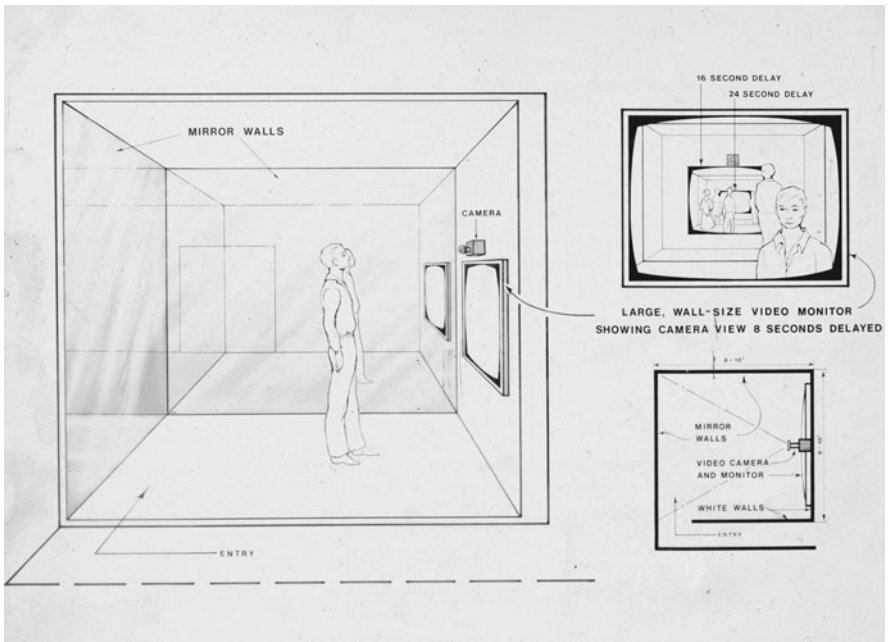 MIRROR WALLS
CAMERA
ENTRY
16 SECOND DELAY
24 SECOND DELAY
LARGE, WALL-SIZE VIDEO MONITOR
SHOWING CAMERA VIEW 8 SECONDS DELAYED
MIRROR
WALLS
VIDEO CAMERA
AND MONITOR
WHITE WALLS
ENTRY